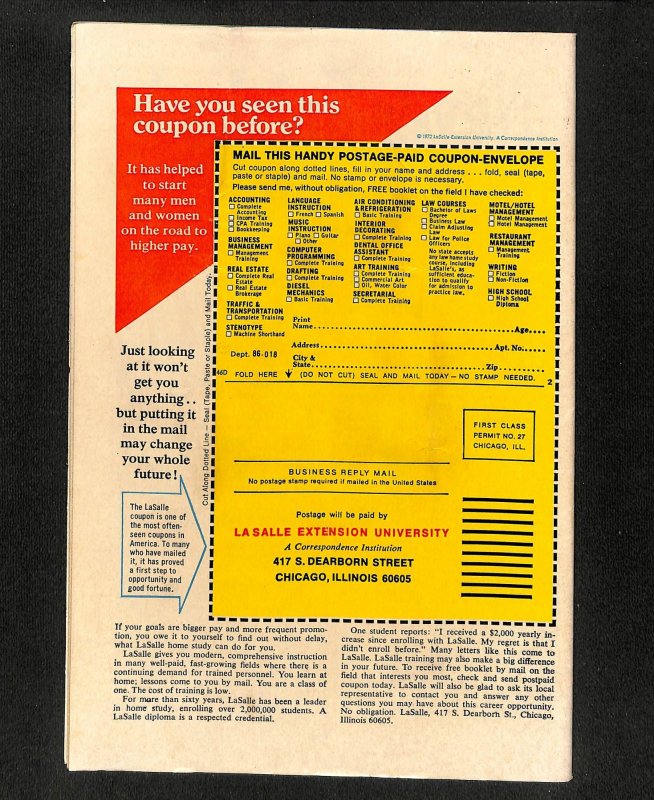 Have you seen this
coupon before?
© 1972 LaSalle Extension University, A Correspondence Institution
It has helped
to start
many men
and women
on the road to
higher pay.
MAIL THIS HANDY POSTAGE-PAID COUPON-ENVELOPE
Cut coupon along dotted lines, fill in your name and address . . . fold, seal (tape,
paste or staple) and mail. No stamp or envelope is necessary.
Please send me, without obligation, FREE booklet on the field I have checked:
ACCOUNTING
Complete
Accounting
Income Tax
CPA Training
Bookkeeping
BUSINESS
MANAGEMENT
Management
Training
REAL ESTATE
Complete Real
Estate
Real Estate
Brokerage
TRAFFIC &
TRANSPORTATION
Complete Training
STENOTYPE
Machine Shorthand
LANGUAGE
INSTRUCTION
French Spanish
MUSIC
INSTRUCTION
Piano Guitar
Other
COMPUTER
PROGRAMMING
Complete Training
DRAFTING
Complete Training
DIESEL
MECHANICS
Basic Training
AIR CONDITIONING
& REFRIGERATION
Basic Training
INTERIOR
DECORATING
Complete Training
DENTAL OFFICE
ASSISTANT
Complete Training
ART TRAINING
Complete Training
Commercial Art
Oil, Water Color
SECRETARIAL
Complete Training
LAW COURSES
Bachelor of Laws
Degree
Business Law
Claim Adjusting
Law
Law for Police
Officers
No state accepts
any law home study
course, including
LaSalle's, as
sufficient educa-
tion to qualify
for admission to
practice law.
MOTEL/HOTEL
MANAGEMENT
Motel Management
Hotel Management
RESTAURANT
MANAGEMENT
Management
Training
WRITING
Fiction
Non-Fiction
HIGH SCHOOL
High School
Diploma
Print
Name Age
Address Apt. No.
Dept. 86-018
City &
State Zip
46D FOLD HERE (DO NOT CUT) SEAL AND MAIL TODAY – NO STAMP NEEDED. 2
Cut Along Dotted Line – Seal (Tape, Paste or Staple) and Mail Today.
Just looking
at it won't
get you
anything . .
but putting it
in the mail
may change
your whole
future!
The LaSalle
coupon is one of
the most often-
seen coupons in
America. To many
who have mailed
it, it has proved
a first step to
opportunity and
good fortune.
FIRST CLASS
PERMIT NO. 27
CHICAGO, ILL.
BUSINESS REPLY MAIL
No postage stamp required if mailed in the United States
Postage will be paid by
LA SALLE EXTENSION UNIVERSITY
A Correspondence Institution
417 S. DEARBORN STREET
CHICAGO, ILLINOIS 60605
If your goals are bigger pay and more frequent promo-
tion, you owe it to yourself to find out without delay,
what LaSalle home study can do for you.
LaSalle gives you modern, comprehensive instruction
in many well-paid, fast-growing fields where there is a
continuing demand for trained personnel. You learn at
home; lessons come to you by mail. You are a class of
one. The cost of training is low.
For more than sixty years, LaSalle has been a leader
in home study, enrolling over 2,000,000 students. A
LaSalle diploma is a respected credential.
One student reports: "I received a $2,000 yearly in-
crease since enrolling with LaSalle. My regret is that I
didn't enroll before." Many letters like this come to
LaSalle. LaSalle training may also make a big difference
in your future. To receive free booklet by mail on the
field that interests you most, check and send postpaid
coupon today. LaSalle will also be glad to ask its local
representative to contact you and answer any other
questions you may have about this career opportunity.
No obligation. LaSalle, 417 S. Dearborn St., Chicago,
Illinois 60605.